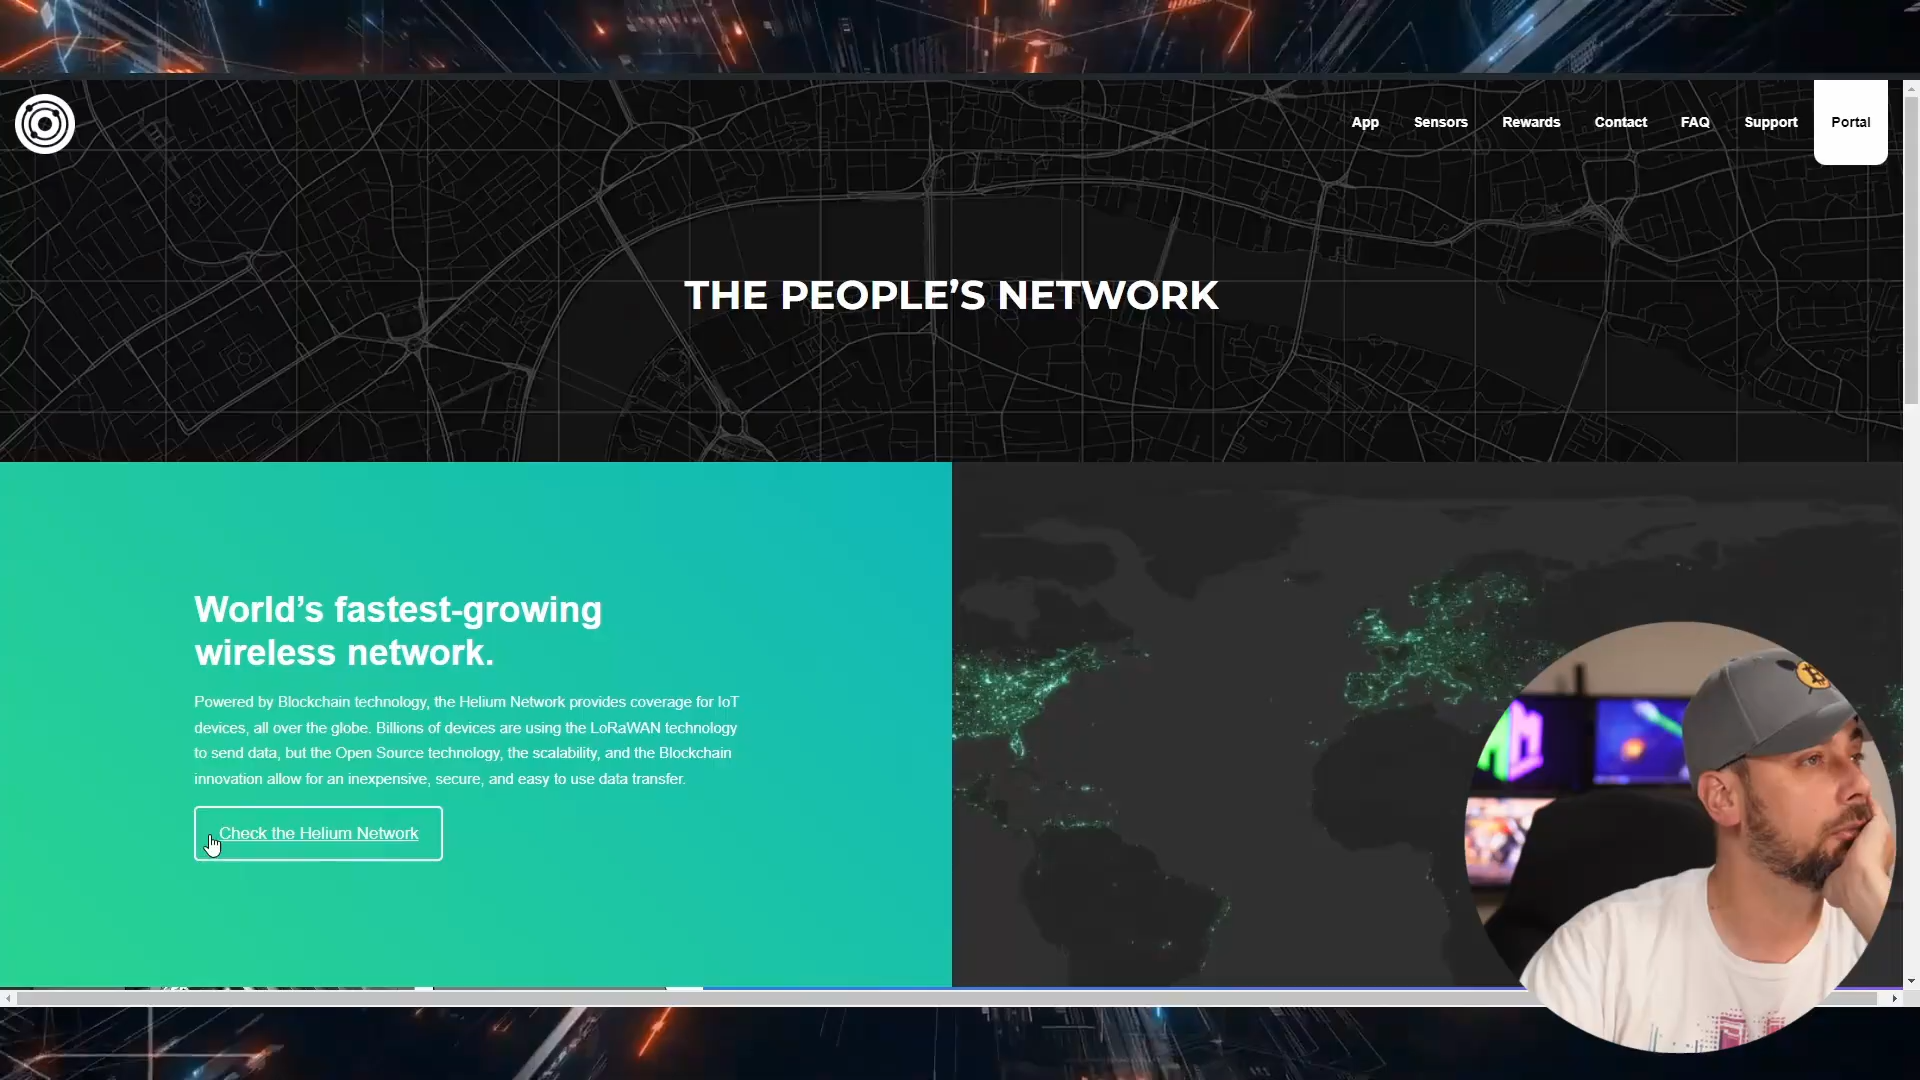 App
Sensors
Rewards
Contact
FAQ
Support
Portal
THE PEOPLE’S NETWORK
World’s fastest-growing
wireless network.
Powered by Blockchain technology, the Helium Network provides coverage for IoT
devices, all over the globe. Billions of devices are using the LoRaWAN technology
to send data, but the Open Source technology, the scalability, and the Blockchain
innovation allow for an inexpensive, secure, and easy to use data transfer.
Check the Helium Network